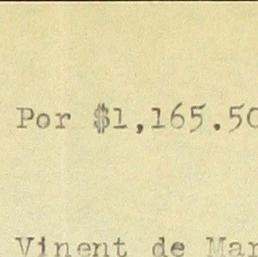 Por $1,165.50
Vinent de Mar